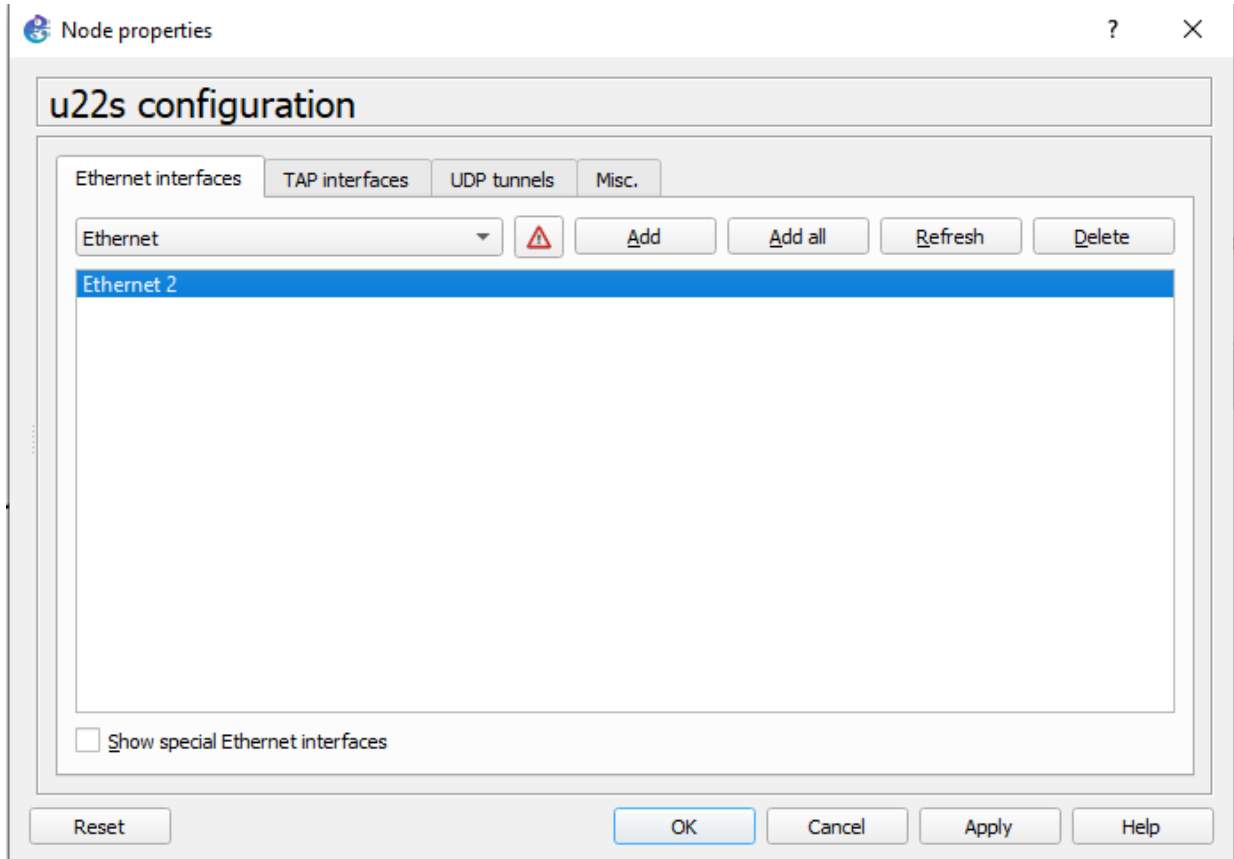 Node properties
?
u22s configuration
Ethernet interfaces TAP interfaces UDP tunnels Misc.
Ethernet Add Add all Refresh Delete
Ethernet 2
Show special Ethernet interfaces
Reset OK Cancel Apply Help